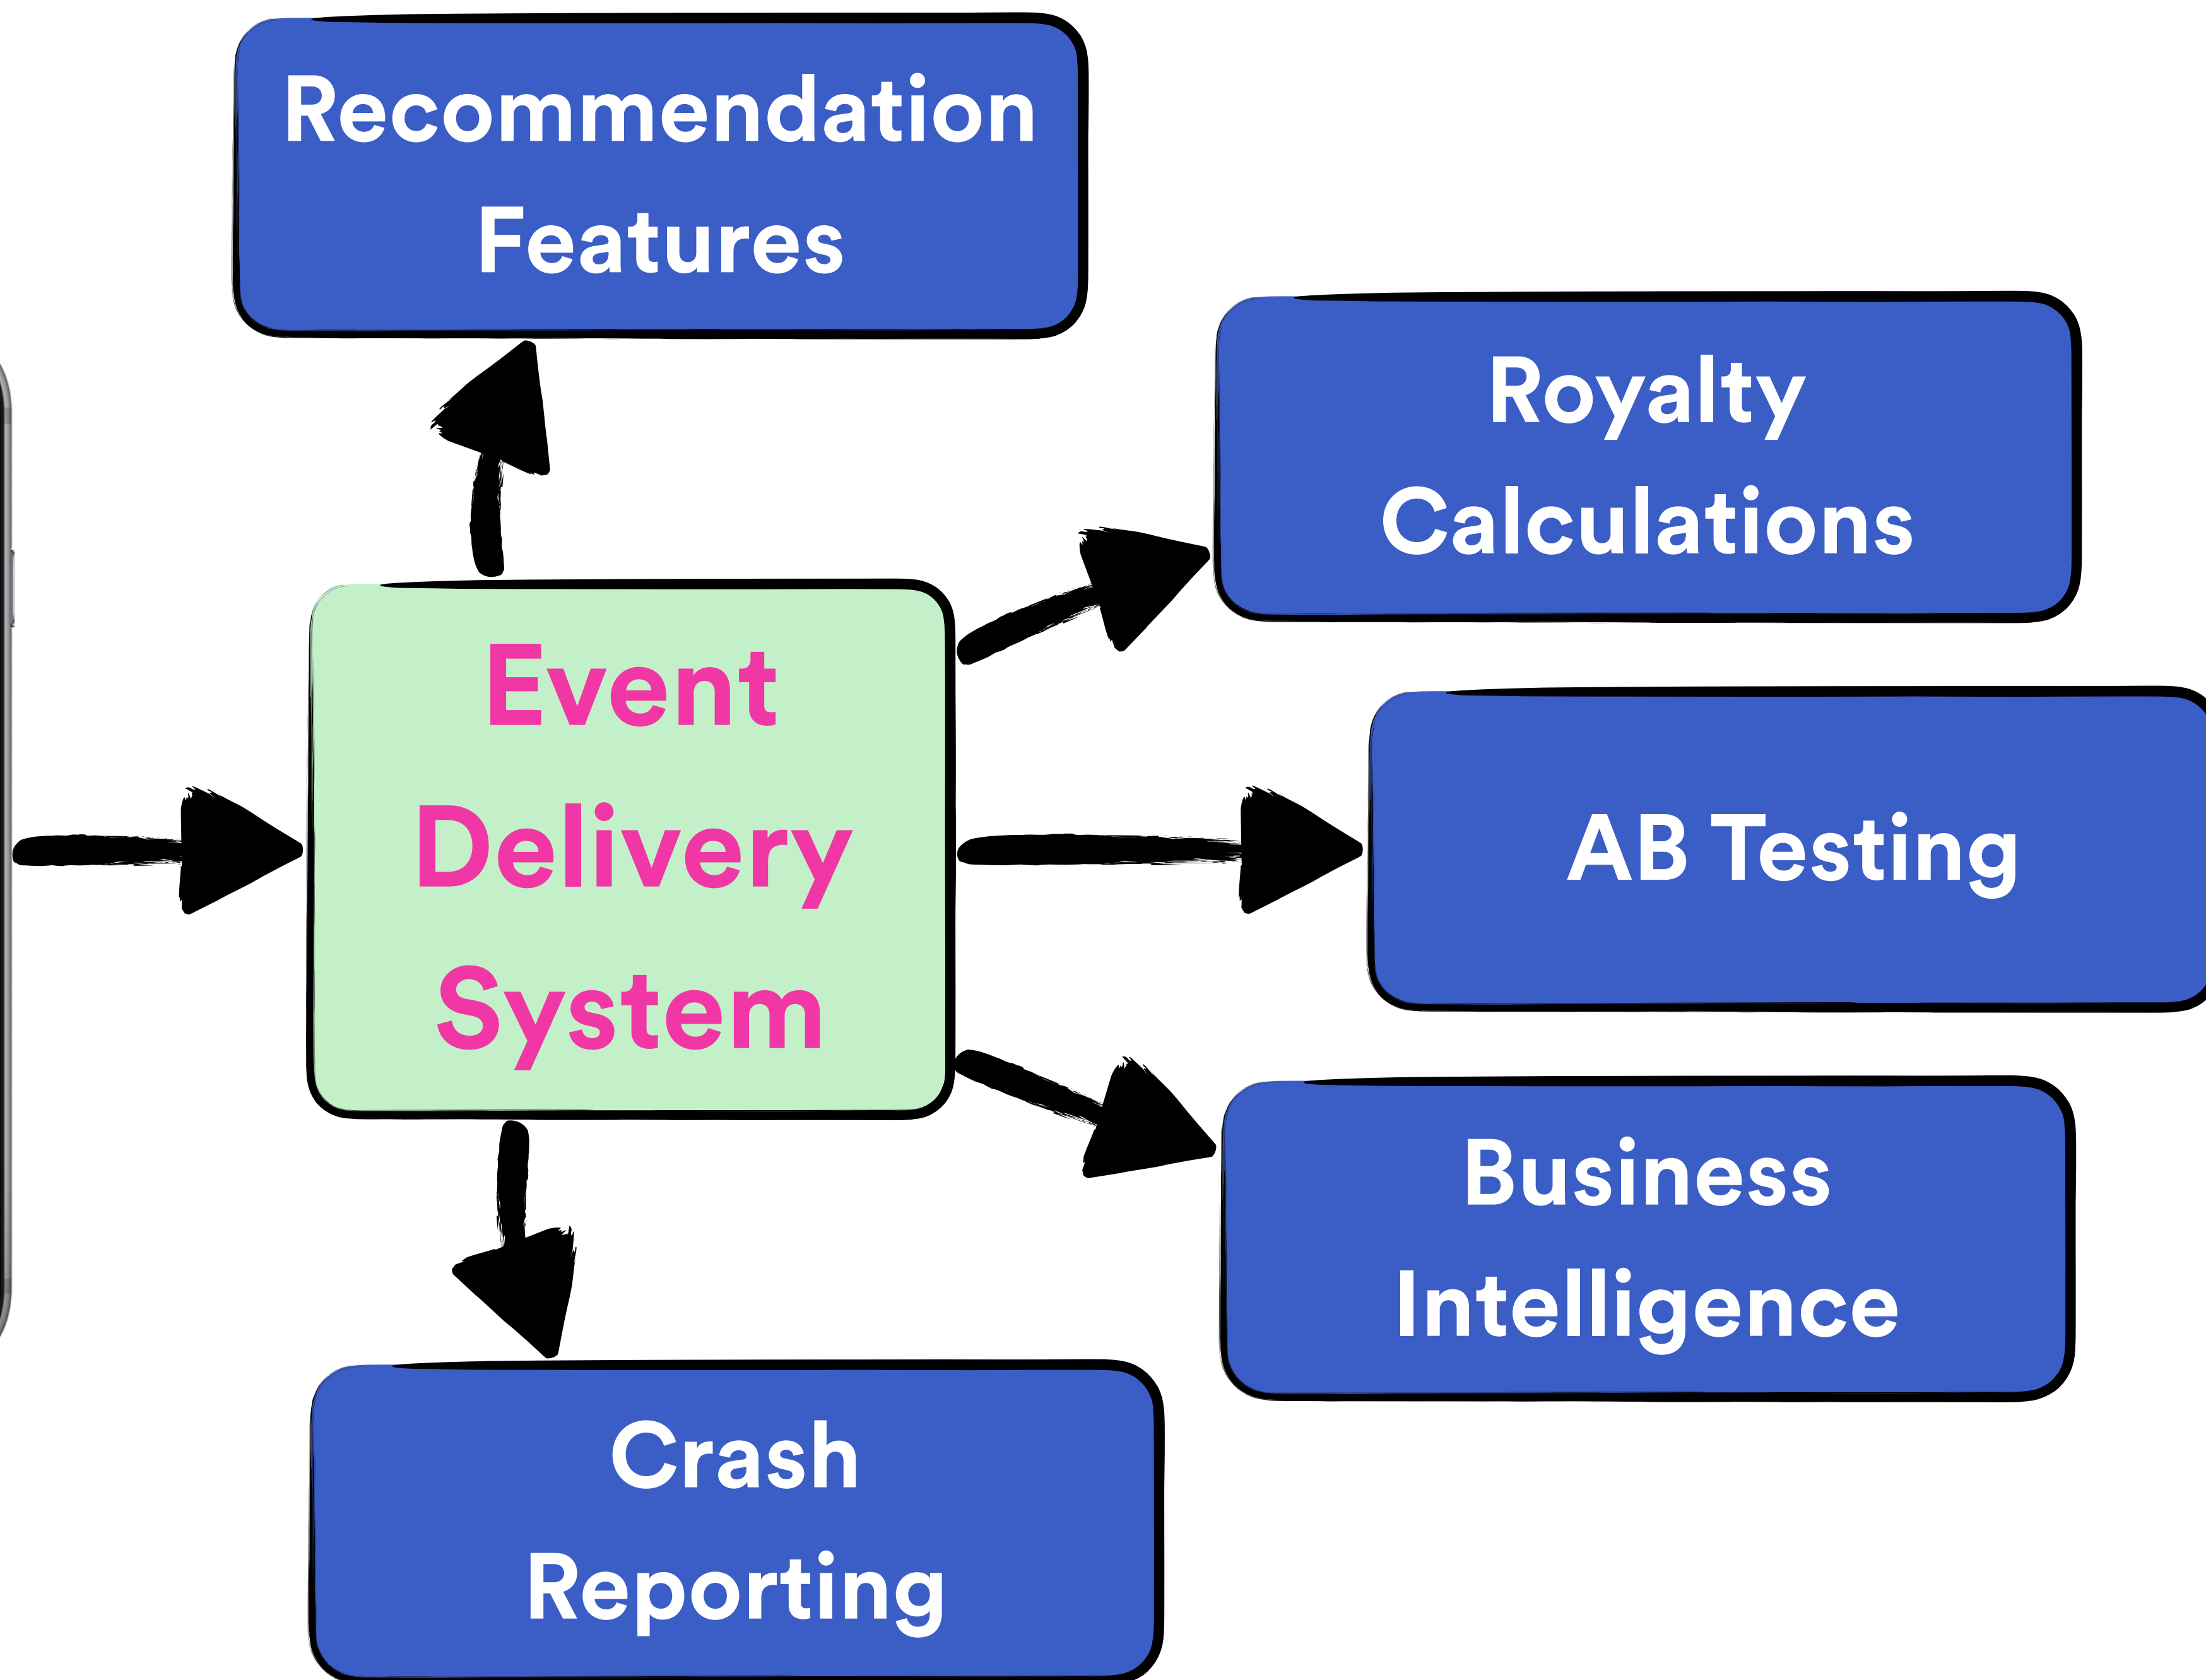 Recommendation
Features
Royalty
Calculations
Event
Delivery
System
AB Testing
Business
Intelligence
Crash
Reporting